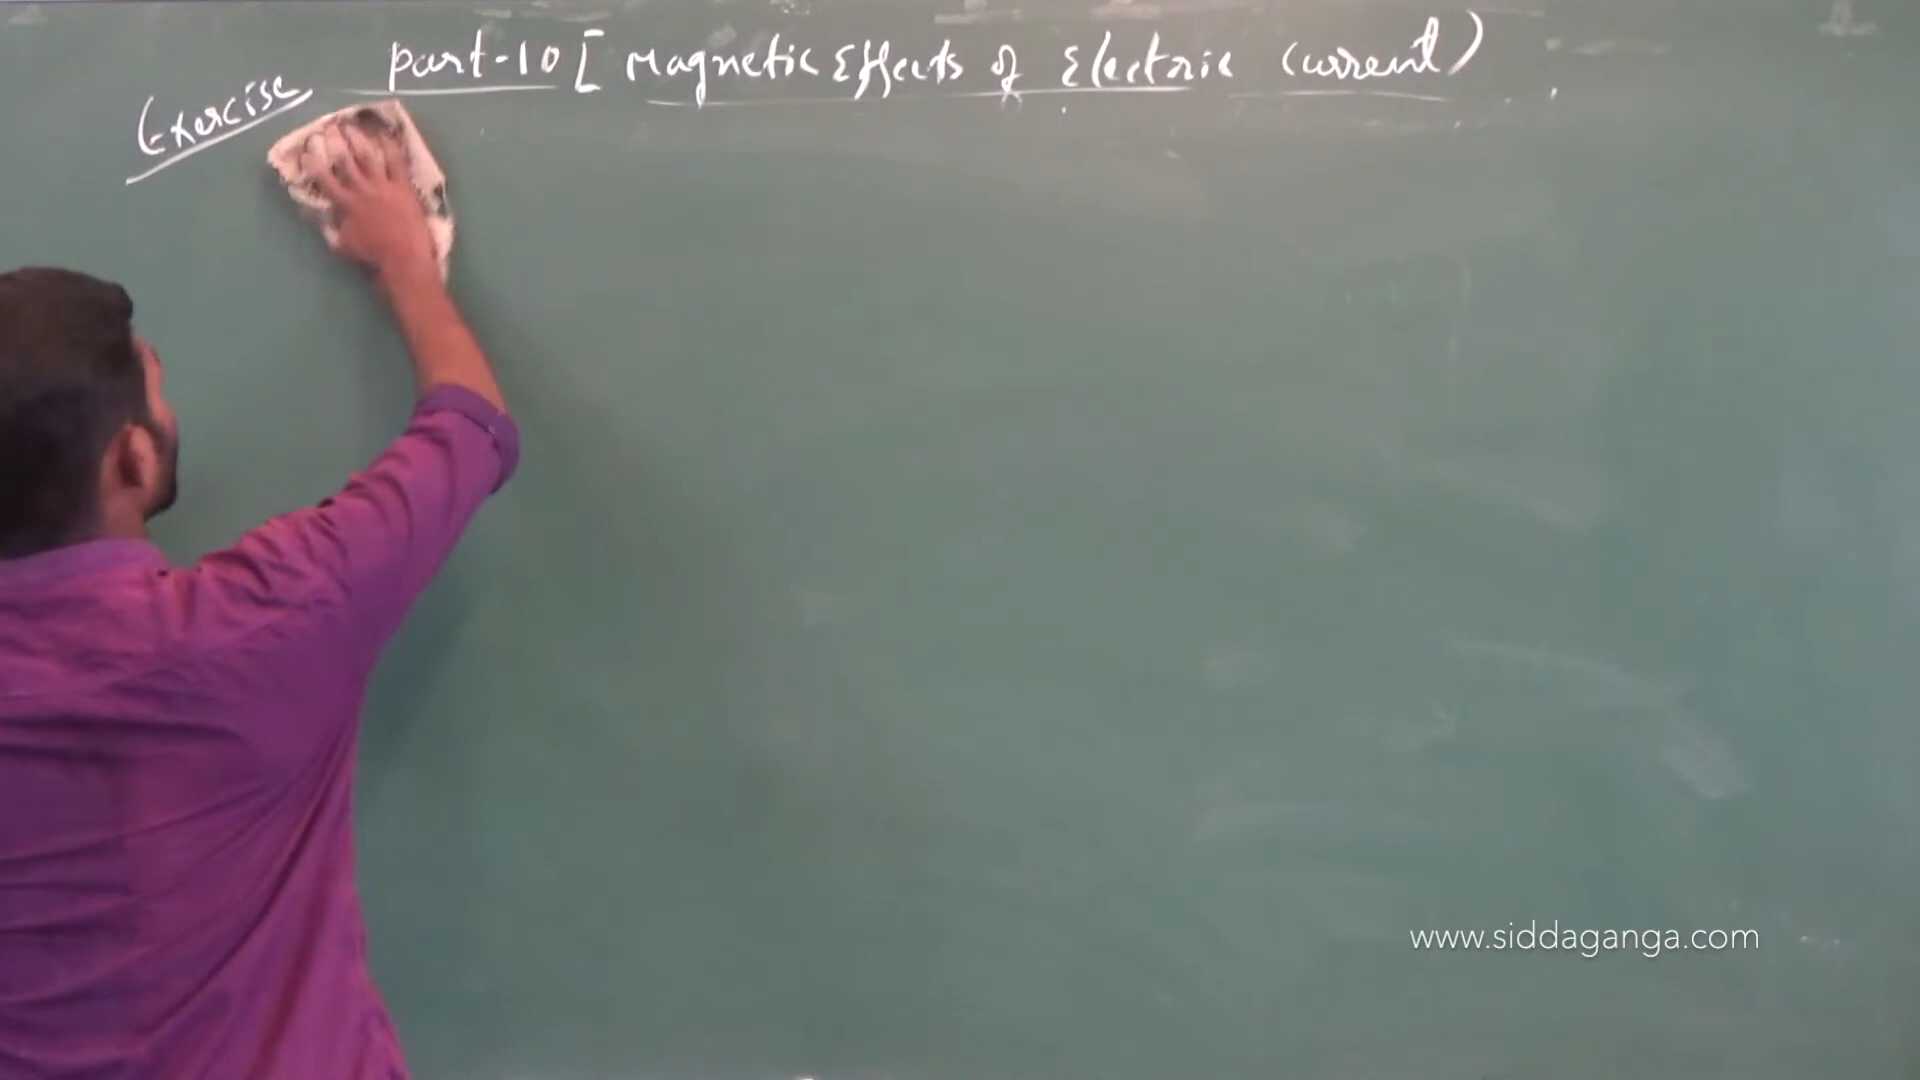 part-10 [ Magnetic Effects of Electric Current )
Exercise
www.siddaganga.com